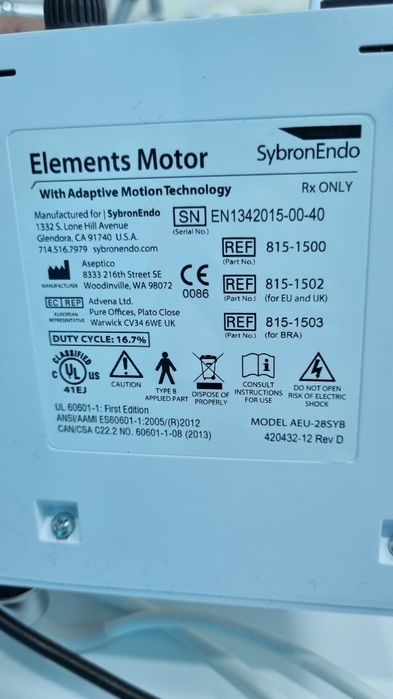 Elements Motor
SybronEndo
With Adaptive Motion Technology
Rx ONLY
Manufactured for | SybronEndo
1332 S. Lone Hill Avenue
Glendora, CA 91740 U.S.A.
714.516.7979 sybronendo.com
SN EN1342015-00-40
(Serial No.)
REF 815-1500
(Part No.)
Aseptico
8333 216th Street SE
MANUFACTURER Woodinville, WA 98072
CE
0086
REF 815-1502
(Part No.) (for EU and UK)
EC REP Advena Ltd.
EUROPEAN REPRESENTATIVE
Pure Offices, Plato Close
Warwick CV34 6WE UK
REF 815-1503
(Part No.) (for BRA)
DUTY CYCLE: 16.7%
CLASSIFIED
C UL US
41EJ
CAUTION
TYPE B
APPLIED PART
DISPOSE OF
PROPERLY
CONSULT
INSTRUCTIONS
FOR USE
DO NOT OPEN
RISK OF ELECTRIC
SHOCK
UL 60601-1: First Edition
ANSI/AAMI ES60601-1:2005/(R)2012
CAN/CSA C22.2 NO. 60601-1-08 (2013)
MODEL AEU-28SYB
420432-12 Rev D